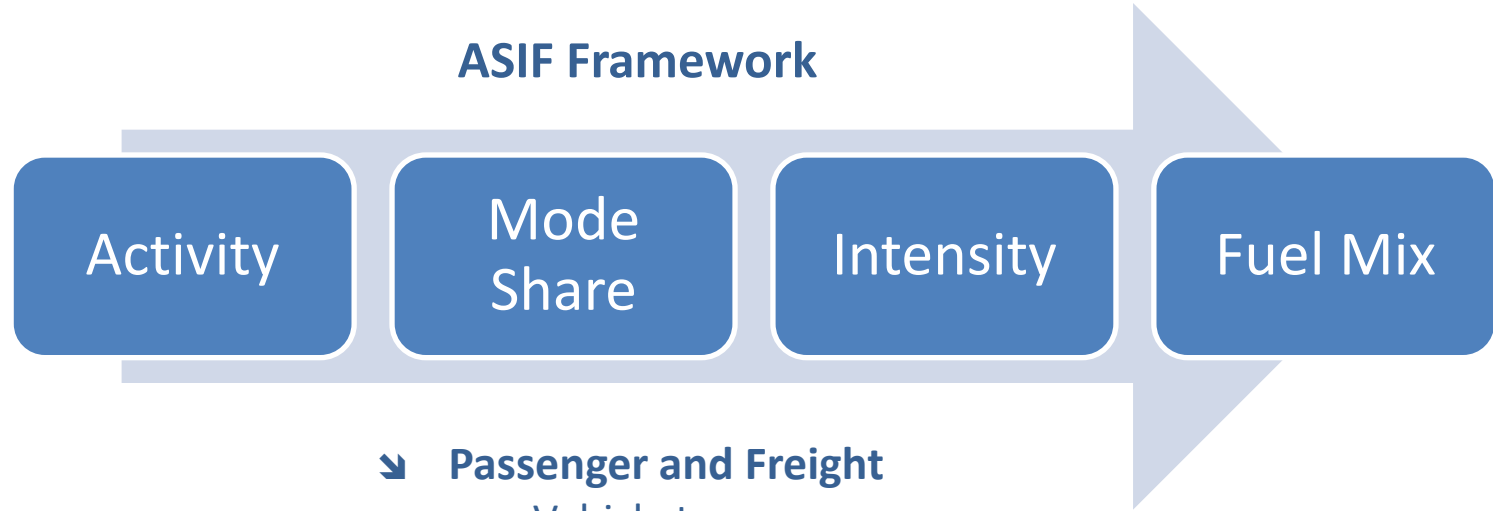 ASIF Framework
Activity
Mode
Share
Intensity
Fuel Mix
Passenger and Freight